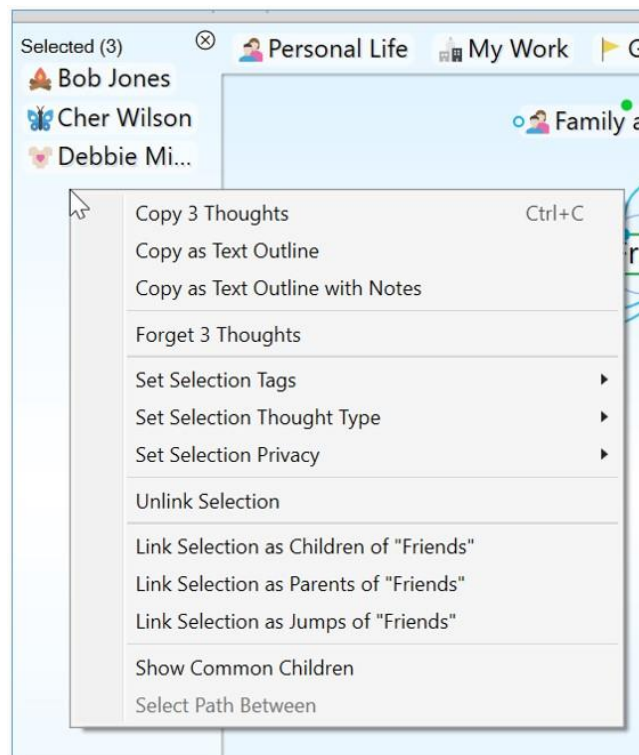 Selected (3)
Personal Life
My Work
Bob Jones
Cher Wilson
Debbie Mi...
Family a
Copy 3 Thoughts Ctrl+C
Copy as Text Outline
Copy as Text Outline with Notes
Forget 3 Thoughts
Set Selection Tags
Set Selection Thought Type
Set Selection Privacy
Unlink Selection
Link Selection as Children of "Friends"
Link Selection as Parents of "Friends"
Link Selection as Jumps of "Friends"
Show Common Children
Select Path Between